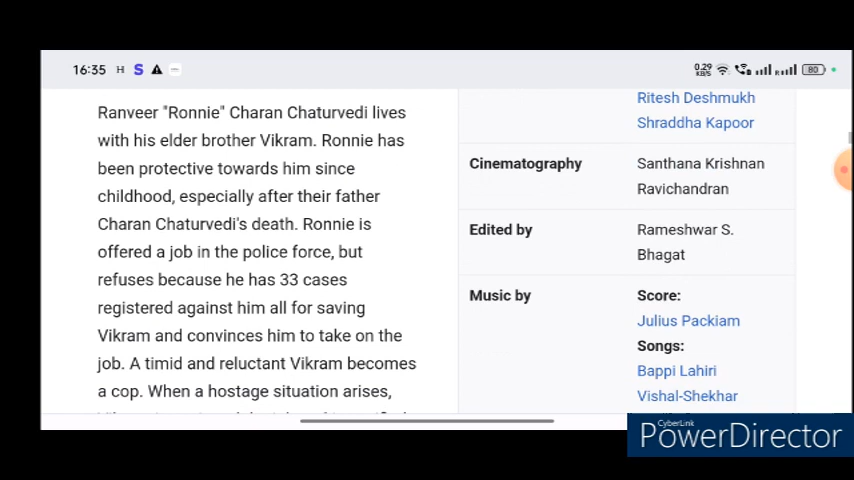 16:35 H S
0.29
KB/S
80
Ranveer "Ronnie" Charan Chaturvedi lives
with his elder brother Vikram. Ronnie has
been protective towards him since
childhood, especially after their father
Charan Chaturvedi's death. Ronnie is
offered a job in the police force, but
refuses because he has 33 cases
registered against him all for saving
Vikram and convinces him to take on the
job. A timid and reluctant Vikram becomes
a cop. When a hostage situation arises,
Ritesh Deshmukh
Shraddha Kapoor
Cinematography
Santhana Krishnan
Ravichandran
Edited by
Rameshwar S.
Bhagat
Music by
Score:
Julius Packiam
Songs:
Bappi Lahiri
Vishal-Shekhar
CyberLink
PowerDirector